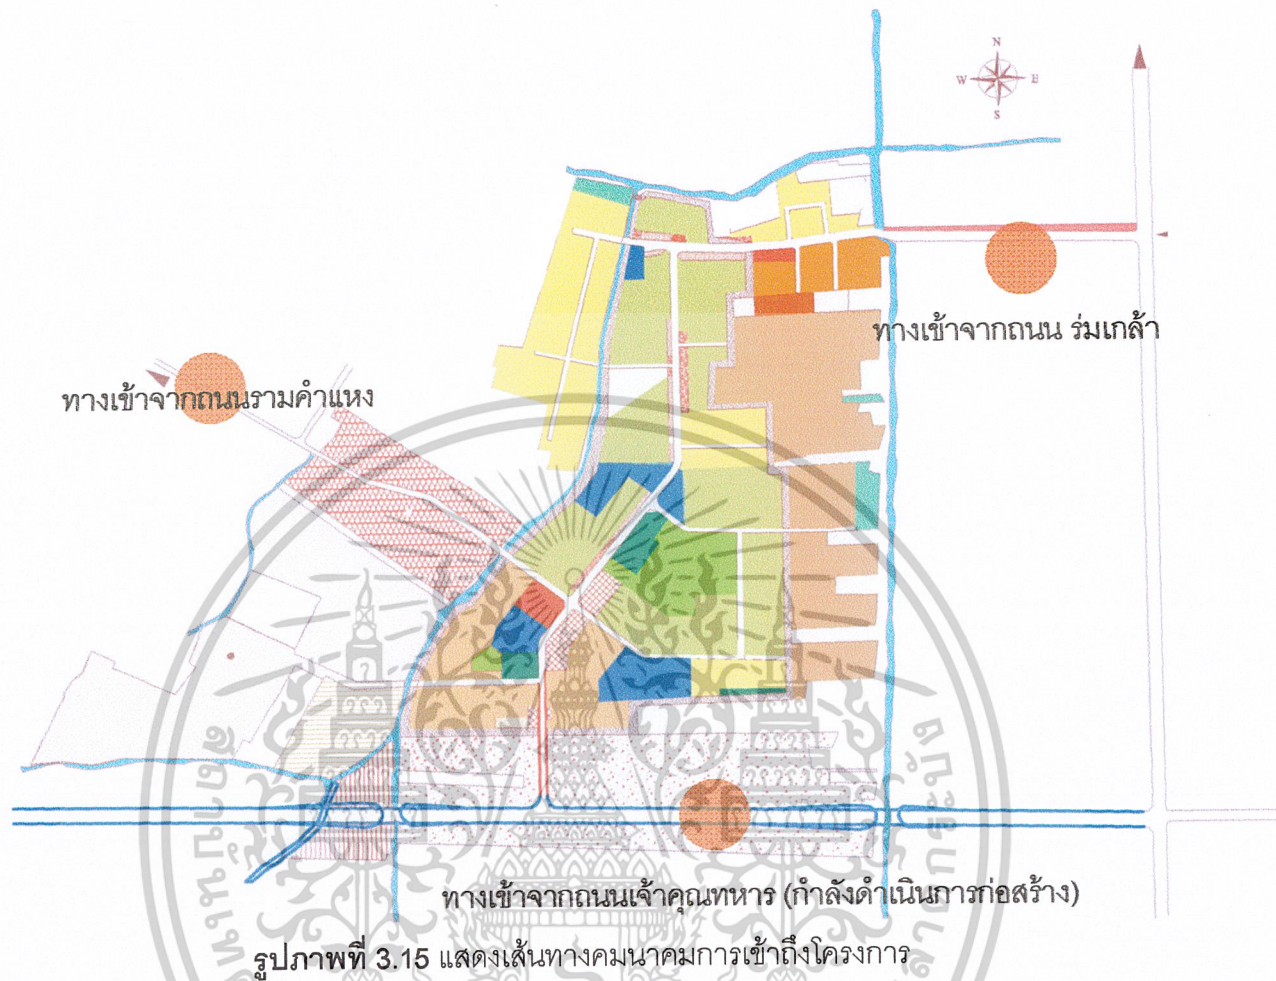 N
W E
S
ทางเข้าจากถนน ร่มเกล้า
ทางเข้าจากถนนรามคำแหง
ทางเข้าจากถนนเจ้าคุณทหาร (กำลังดำเนินการก่อสร้าง)
รูปภาพที่ 3.15 แสดงเส้นทางคมนาคมการเข้าถึงโครงการ